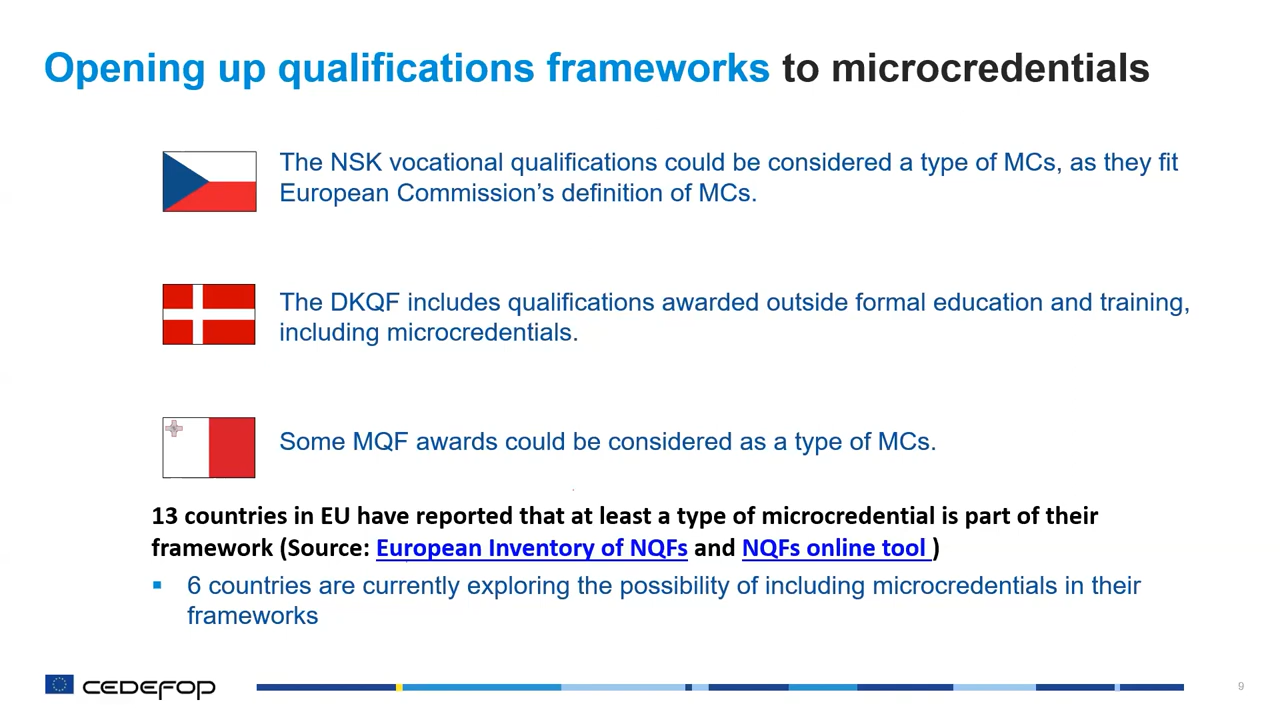 Opening up qualifications frameworks to microcredentials
The NSK vocational qualifications could be considered a type of MCs, as they fit
European Commission’s definition of MCs.
The DKQF includes qualifications awarded outside formal education and training,
including microcredentials.
Some MQF awards could be considered as a type of MCs.
13 countries in EU have reported that at least a type of microcredential is part of their
framework (Source: European Inventory of NQFs and NQFs online tool )
▪ 6 countries are currently exploring the possibility of including microcredentials in their
frameworks
CEDEFOP
9